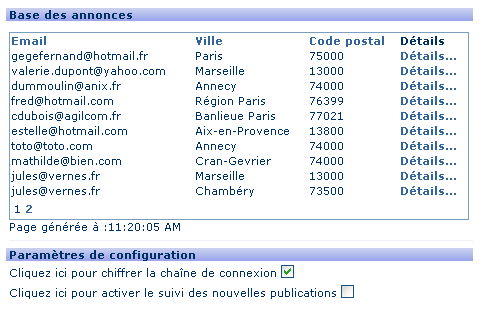 Base des annonces
Email Ville Code postal Détails
gegefernand@hotmail.fr Paris 75000 Détails...
valerie.dupont@yahoo.com Marseille 13000 Détails...
dummoulin@anix.fr Annecy 74000 Détails...
fred@hotmail.com Région Paris 76399 Détails...
cdubois@agilcom.fr Banlieue Paris 77021 Détails...
estelle@hotmail.com Aix-en-Provence 13800 Détails...
toto@toto.com Annecy 74000 Détails...
mathilde@bien.com Cran-Gevrier 74000 Détails...
jules@vernes.fr Marseille 13000 Détails...
jules@vernes.fr Chambéry 73500 Détails...
1 2
Page générée à :11:20:05 AM
Paramètres de configuration
Cliquez ici pour chiffrer la chaîne de connexion
Cliquez ici pour activer le suivi des nouvelles publications